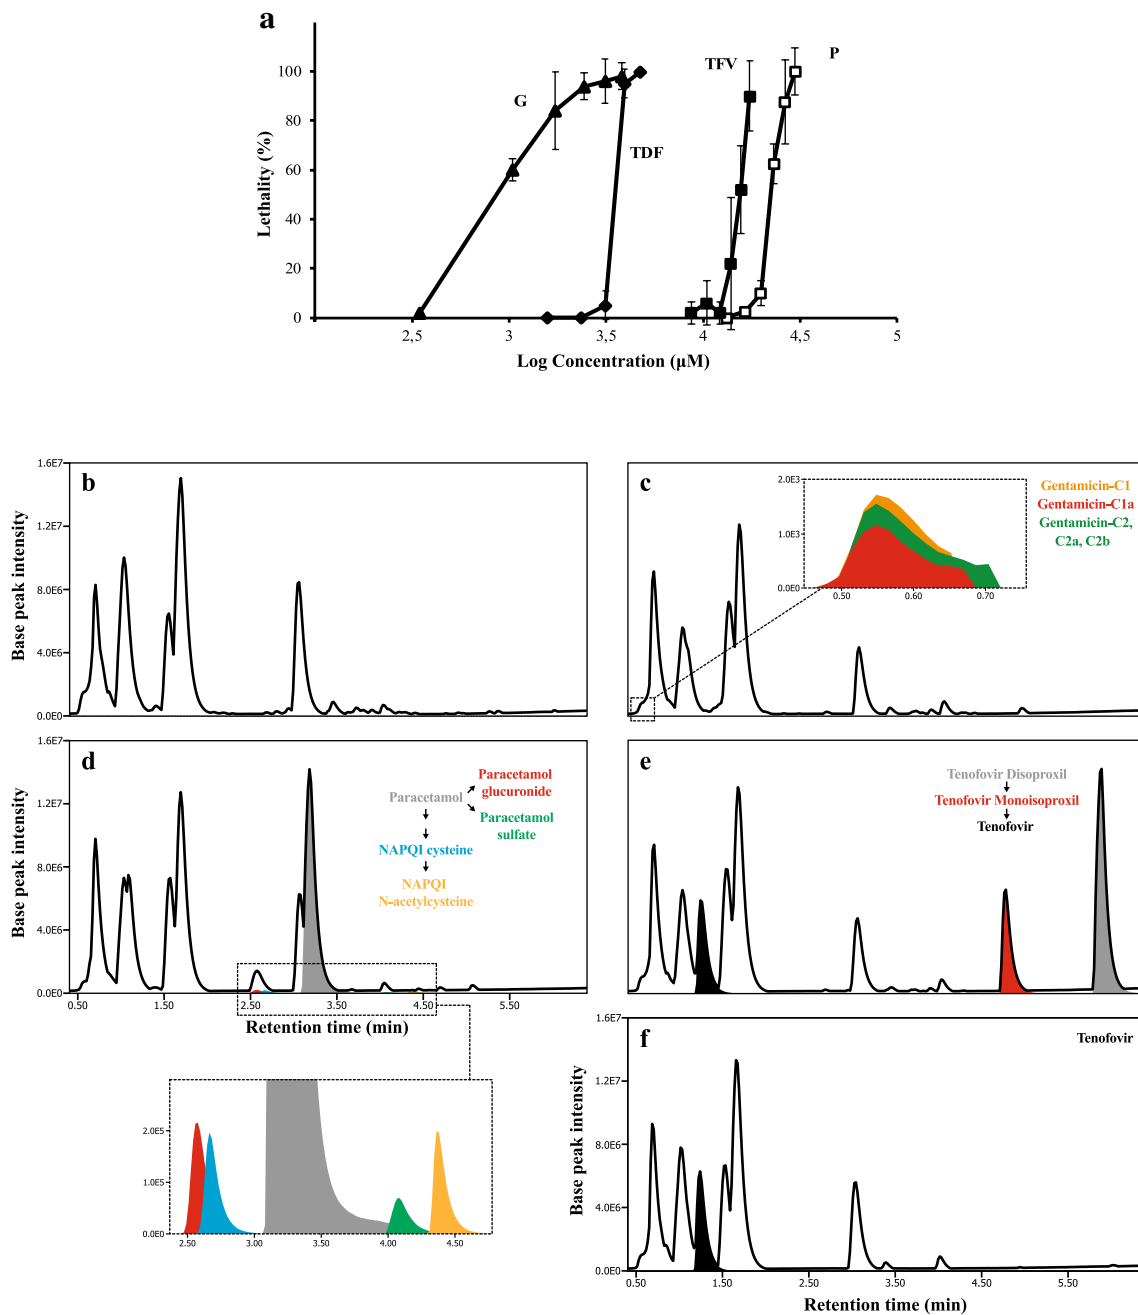 a
G
TDF
TFV
P
Lethality (%)
100
80
60
40
20
0
2,5
3
3,5
4
4,5
5
Log Concentration (µM)
b
Base peak intensity
1.6E7
1.2E7
8.0E6
4.0E6
0.0E0
c
2.0E3
1.0E3
0.0E0
0.50
0.60
0.70
Gentamicin-C1
Gentamicin-C1a
Gentamicin-C2,
C2a, C2b
d
Base peak intensity
1.6E7
1.2E7
8.0E6
4.0E6
0.0E0
Paracetamol
Paracetamol
glucuronide
Paracetamol
sulfate
NAPQI cysteine
NAPQI
N-acetylcysteine
0.50
1.50
2.50
3.50
4.50
5.50
Retention time (min)
2.0E5
1.0E5
0.0E0
2.50
3.00
3.50
4.00
4.50
e
Tenofovir Disoproxil
Tenofovir Monoisoproxil
Tenofovir
f
Tenofovir
Base peak intensity
1.6E7
1.2E7
8.0E6
4.0E6
0.0E0
0.50
1.50
2.50
3.50
4.50
5.50
Retention time (min)